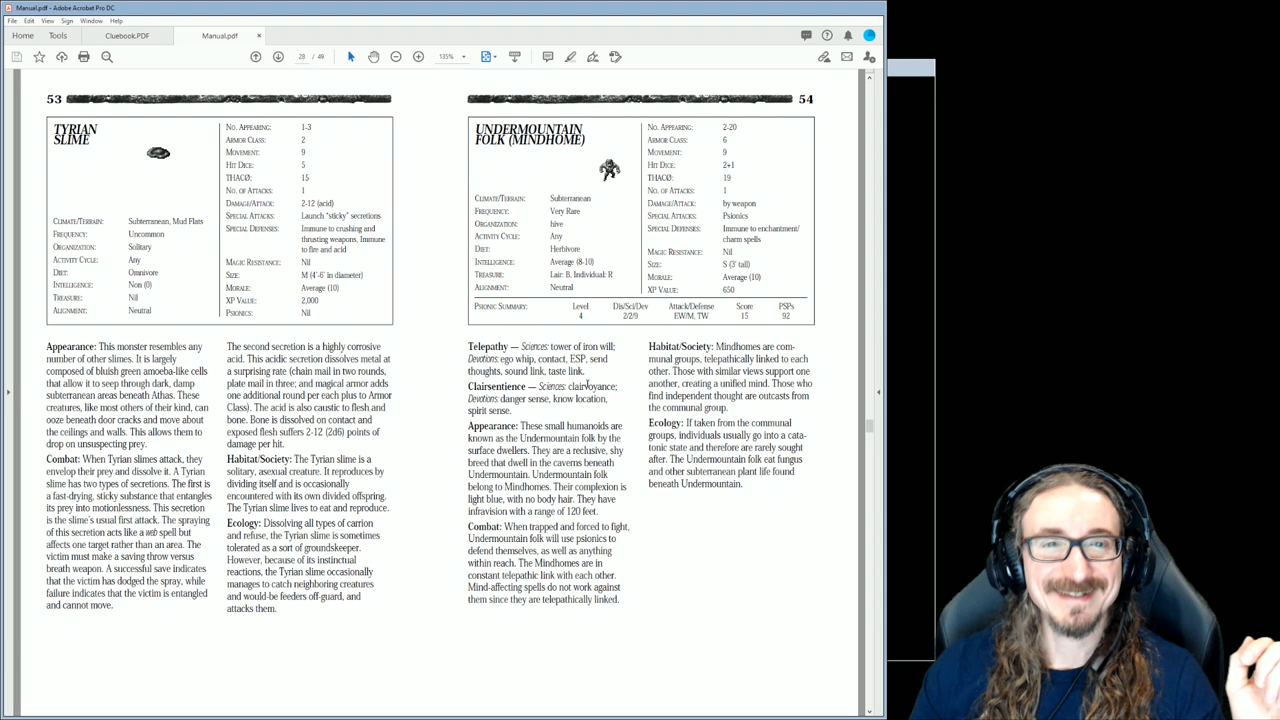 Manual.pdf - Adobe Acrobat Pro DC
File Edit View Sign Window Help
Home Tools Cluebook.PDF Manual.pdf ×
28 / 49 135%
53
TYRIAN
SLIME
CLIMATE/TERRAIN: Subterranean, Mud Flats
FREQUENCY: Uncommon
ORGANIZATION: Solitary
ACTIVITY CYCLE: Any
DIET: Omnivore
INTELLIGENCE: Non (0)
TREASURE: Nil
ALIGNMENT: Neutral
NO. APPEARING: 1-3
ARMOR CLASS: 2
MOVEMENT: 9
HIT DICE: 5
THACØ: 15
NO. OF ATTACKS: 1
DAMAGE/ATTACK: 2-12 (acid)
SPECIAL ATTACKS: Launch "sticky" secretions
SPECIAL DEFENSES: Immune to crushing and
thrusting weapons, Immune
to fire and acid
MAGIC RESISTANCE: Nil
SIZE: M (4'-6' in diameter)
MORALE: Average (10)
XP VALUE: 2,000
PSIONICS: Nil
Appearance: This monster resembles any
number of other slimes. It is largely
composed of bluish green amoeba-like cells
that allow it to seep through dark, damp
subterranean areas beneath Athas. These
creatures, like most others of their kind, can
ooze beneath door cracks and move about
the ceilings and walls. This allows them to
drop on unsuspecting prey.
Combat: When Tyrian slimes attack, they
envelop their prey and dissolve it. A Tyrian
slime has two types of secretions. The first is
a fast-drying, sticky substance that entangles
its prey into motionlessness. This secretion
is the slime's usual first attack. The spraying
of this secretion acts like a web spell but
affects one target rather than an area. The
victim must make a saving throw versus
breath weapon. A successful save indicates
that the victim has dodged the spray, while
failure indicates that the victim is entangled
and cannot move.
The second secretion is a highly corrosive
acid. This acidic secretion dissolves metal at
a surprising rate (chain mail in two rounds,
plate mail in three; and magical armor adds
one additional round per each plus to Armor
Class). The acid is also caustic to flesh and
bone. Bone is dissolved on contact and
exposed flesh suffers 2-12 (2d6) points of
damage per hit.
Habitat/Society: The Tyrian slime is a
solitary, asexual creature. It reproduces by
dividing itself and is occasionally
encountered with its own divided offspring.
The Tyrian slime lives to eat and reproduce.
Ecology: Dissolving all types of carrion
and refuse, the Tyrian slime is sometimes
tolerated as a sort of groundskeeper.
However, because of its instinctual
reactions, the Tyrian slime occasionally
manages to catch neighboring creatures
and would-be feeders off-guard, and
attacks them.
54
UNDERMOUNTAIN
FOLK (MINDHOME)
CLIMATE/TERRAIN: Subterranean
FREQUENCY: Very Rare
ORGANIZATION: hive
ACTIVITY CYCLE: Any
DIET: Herbivore
INTELLIGENCE: Average (8-10)
TREASURE: Lair: B, Individual: R
ALIGNMENT: Neutral
NO. APPEARING: 2-20
ARMOR CLASS: 6
MOVEMENT: 9
HIT DICE: 2+1
THACØ: 19
NO. OF ATTACKS: 1
DAMAGE/ATTACK: by weapon
SPECIAL ATTACKS: Psionics
SPECIAL DEFENSES: Immune to enchantment/
charm spells
MAGIC RESISTANCE: Nil
SIZE: S (3' tall)
MORALE: Average (10)
XP VALUE: 650
PSIONIC SUMMARY: Level Dis/Sci/Dev Attack/Defense Score PSPs
4 2/2/9 EW/M, TW 15 92
Telepathy — Sciences: tower of iron will;
Devotions: ego whip, contact, ESP, send
thoughts, sound link, taste link.
Clairsentience — Sciences: clairvoyance;
Devotions: danger sense, know location,
spirit sense.
Appearance: These small humanoids are
known as the Undermountain folk by the
surface dwellers. They are a reclusive, shy
breed that dwell in the caverns beneath
Undermountain. Undermountain folk
belong to Mindhomes. Their complexion is
light blue, with no body hair. They have
infravision with a range of 120 feet.
Combat: When trapped and forced to fight,
Undermountain folk will use psionics to
defend themselves, as well as anything
within reach. The Mindhomes are in
constant telepathic link with each other.
Mind-affecting spells do not work against
them since they are telepathically linked.
Habitat/Society: Mindhomes are com-
munal groups, telepathically linked to each
other. Those with similar views support one
another, creating a unified mind. Those who
find independent thought are outcasts from
the communal group.
Ecology: If taken from the communal
groups, individuals usually go into a cata-
tonic state and therefore are rarely sought
after. The Undermountain folk eat fungus
and other subterranean plant life found
beneath Undermountain.